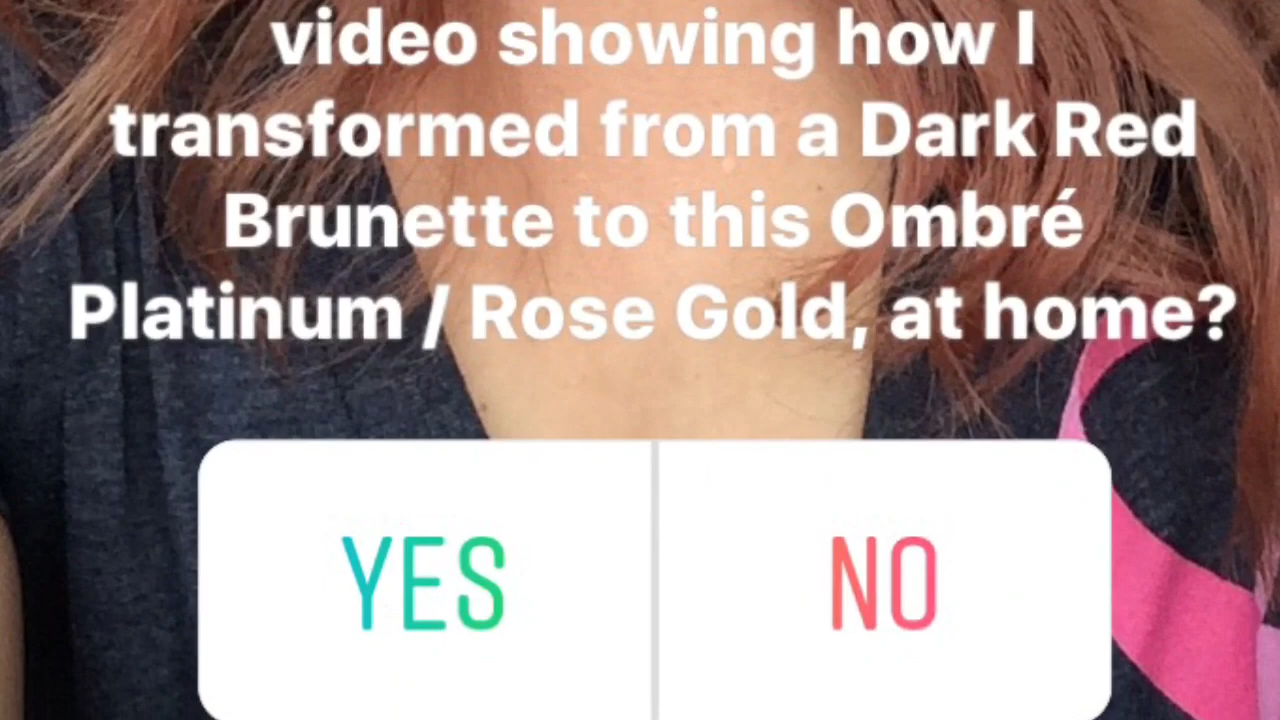 video showing how I
transformed from a Dark Red
Brunette to this Ombré
Platinum / Rose Gold, at home?
YES
NO